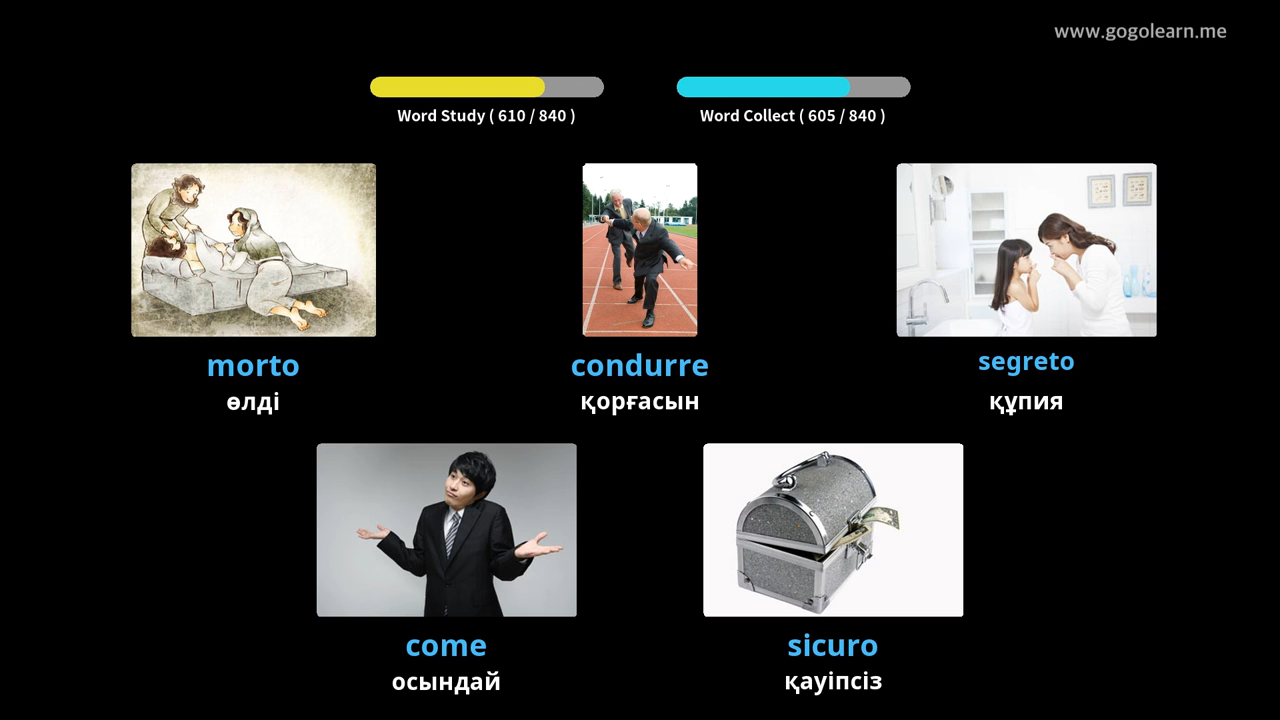 www.gogolearn.me
Word Study ( 610 / 840 )
Word Collect ( 605 / 840 )
morto
өлді
condurre
қорғасын
segreto
құпия
come
осындай
sicuro
қауіпсіз